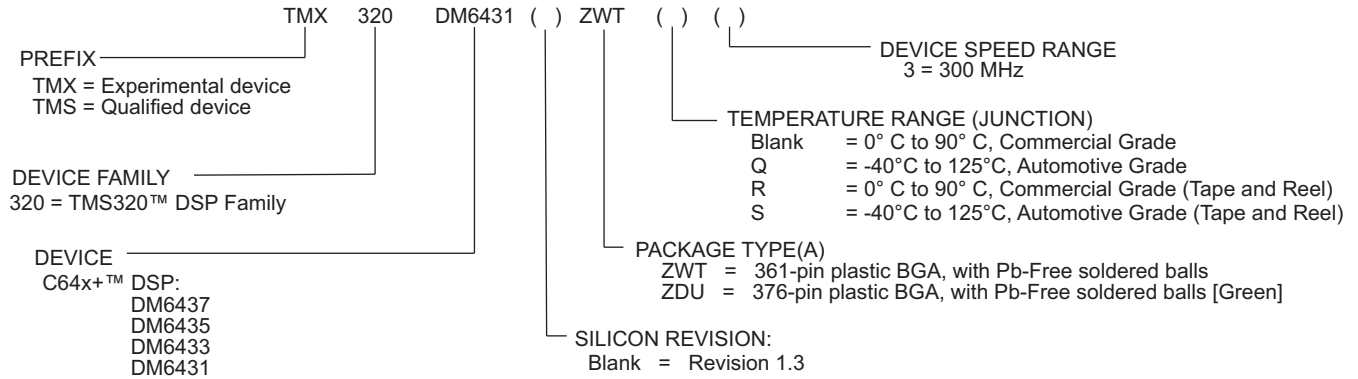 TMX 320 DM6431 ( ) ZWT ( ) ( )
PREFIX
TMX = Experimental device
TMS = Qualified device
DEVICE SPEED RANGE
3 = 300 MHz
TEMPERATURE RANGE (JUNCTION)
Blank = 0° C to 90° C, Commercial Grade
Q = -40°C to 125°C, Automotive Grade
R = 0° C to 90° C, Commercial Grade (Tape and Reel)
S = -40°C to 125°C, Automotive Grade (Tape and Reel)
DEVICE FAMILY
320 = TMS320™ DSP Family
PACKAGE TYPE(A)
ZWT = 361-pin plastic BGA, with Pb-Free soldered balls
ZDU = 376-pin plastic BGA, with Pb-Free soldered balls [Green]
DEVICE
C64x+™ DSP:
DM6437
DM6435
DM6433
DM6431
SILICON REVISION:
Blank = Revision 1.3